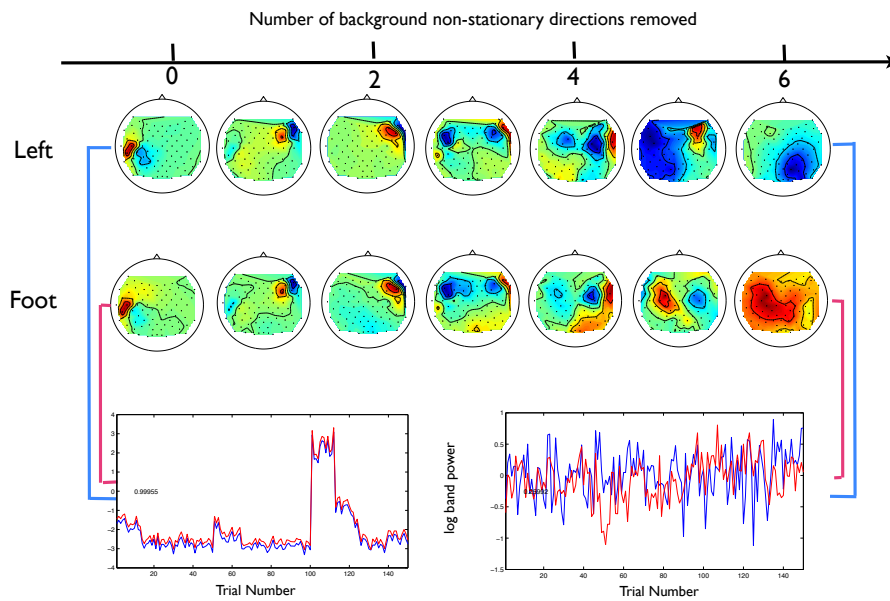 Number of background non-stationary directions removed
0 2 4 6
Left
Foot
4
3
2
1
0
−1
−2
−3
−4
0.99955
20 40 60 80 100 120 140
Trial Number
log band power
1
0.5
0
−0.5
−1
−1.5
20 40 60 80 100 120 140
Trial Number